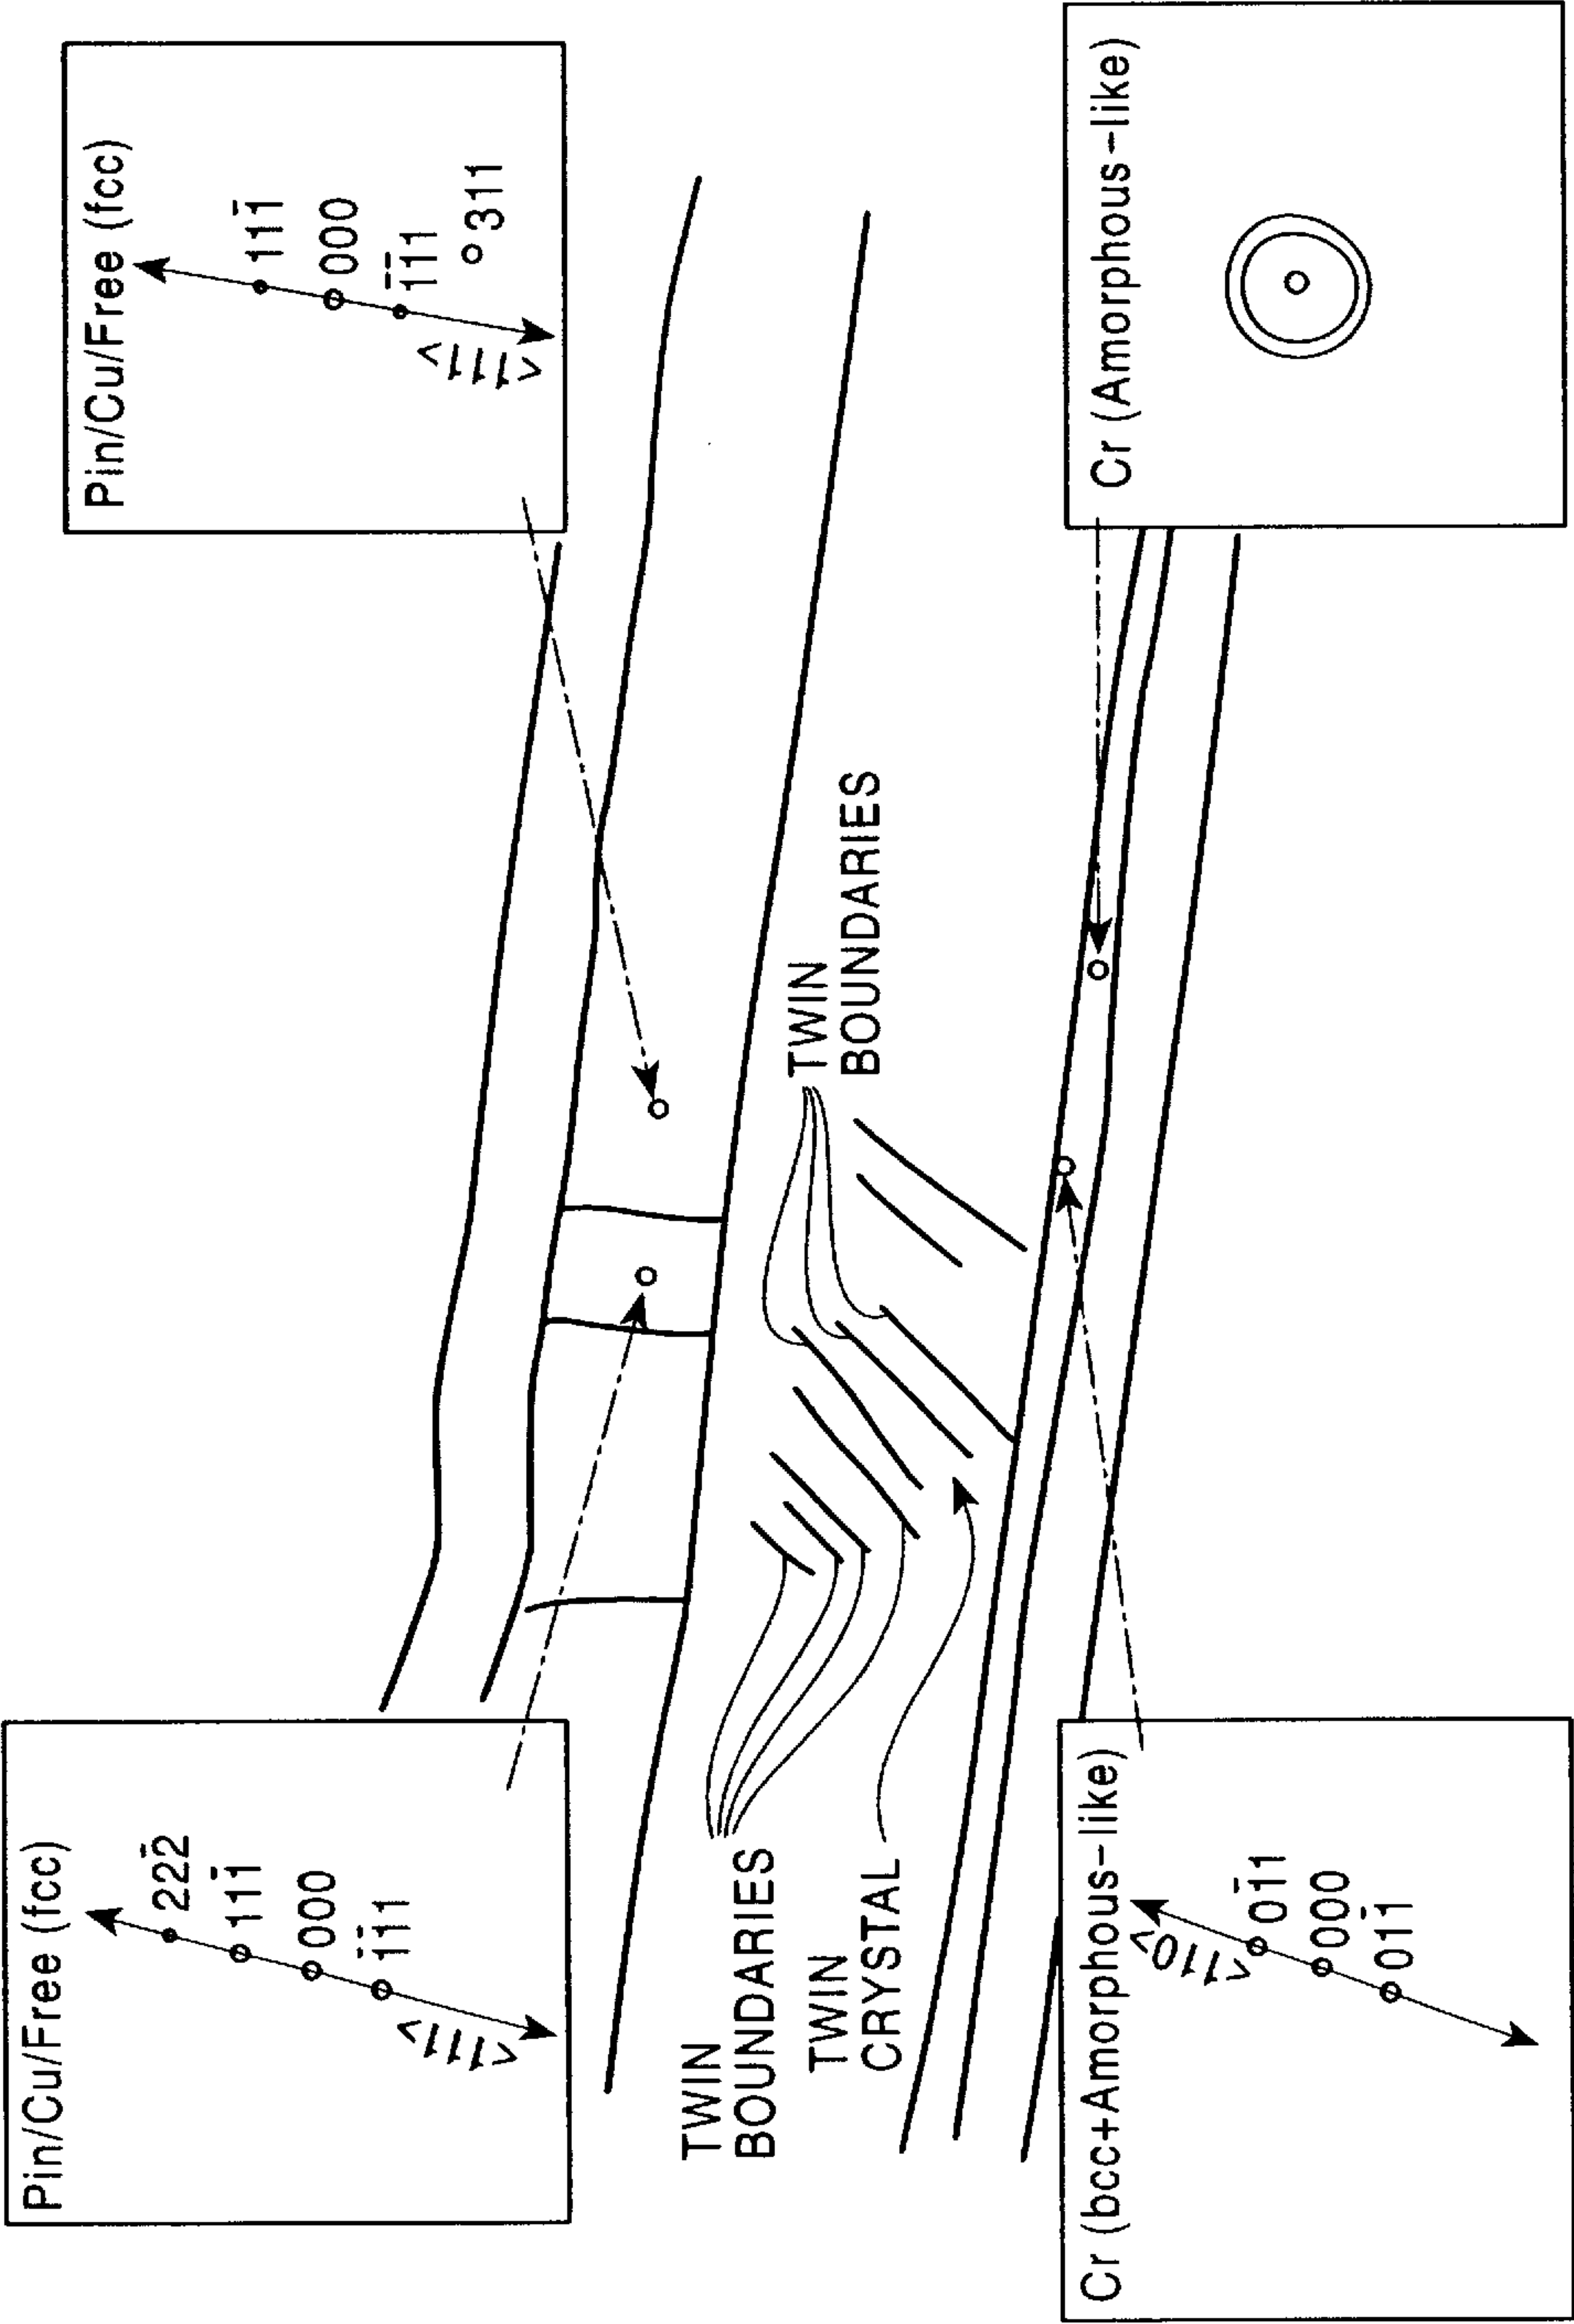 Pin/Cu/Free (fcc)
222̄
111̄
000
1̄1̄1
<111>
Pin/Cu/Free (fcc)
111̄
000
1̄1̄1
311
<111>
TWIN
BOUNDARIES
TWIN
CRYSTAL
TWIN
BOUNDARIES
Cr (bcc+Amorphous-like)
<110>
01̄1
000
011̄
Cr (Amorphous-like)